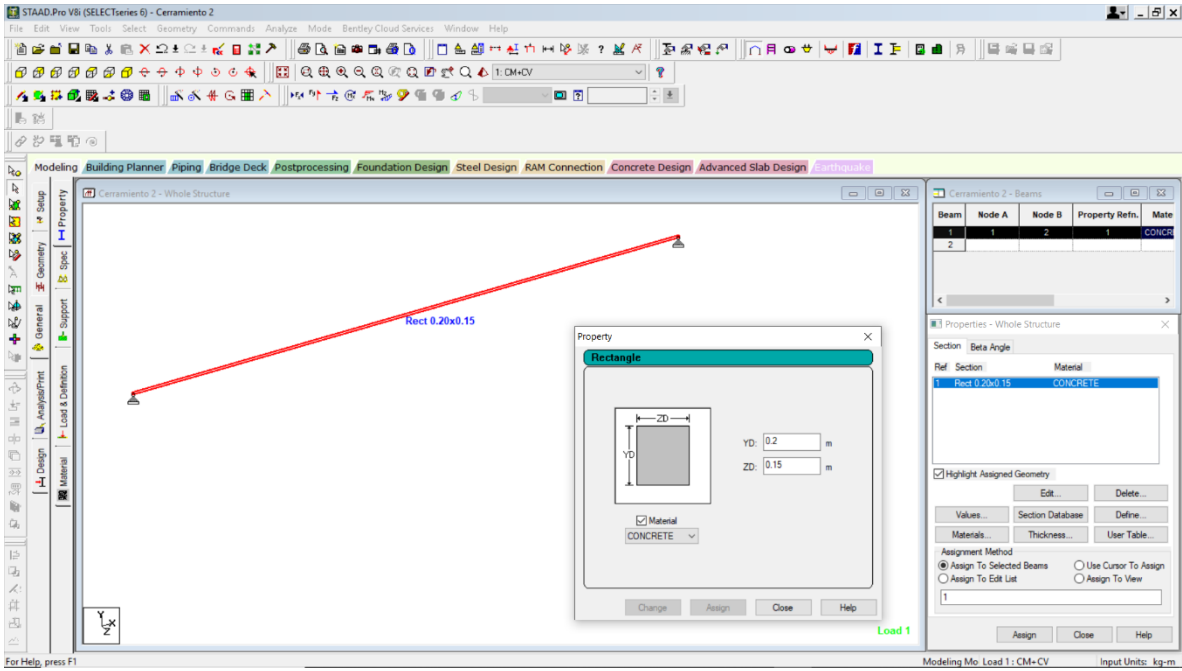 STAAD.Pro V8i (SELECTseries 6) - Cerramiento 2
File Edit View Tools Select Geometry Commands Analyze Mode Bentley Cloud Services Window Help
1: CM+CV
Modeling Building Planner Piping Bridge Deck Postprocessing Foundation Design Steel Design RAM Connection Concrete Design Advanced Slab Design Earthquake
Setup
Geometry
General
Analysis/Print
Design
Property
Spec
Support
Load & Definition
Material
Cerramiento 2 - Whole Structure
Rect 0.20x0.15
Y
X
Z
Load 1
Property
Rectangle
ZD
YD
YD: 0.2 m
ZD: 0.15 m
Material
CONCRETE
Change Assign Close Help
Cerramiento 2 - Beams
Beam Node A Node B Property Refn. Mate
1 1 2 1 CONCR
2
Properties - Whole Structure
Section Beta Angle
Ref Section Material
1 Rect 0.20x0.15 CONCRETE
Highlight Assigned Geometry
Edit... Delete...
Values... Section Database Define...
Materials... Thickness... User Table...
Assignment Method
Assign To Selected Beams Use Cursor To Assign
Assign To Edit List Assign To View
1
Assign Close Help
For Help, press F1
Modeling Mo Load 1 : CM+CV Input Units: kg-m